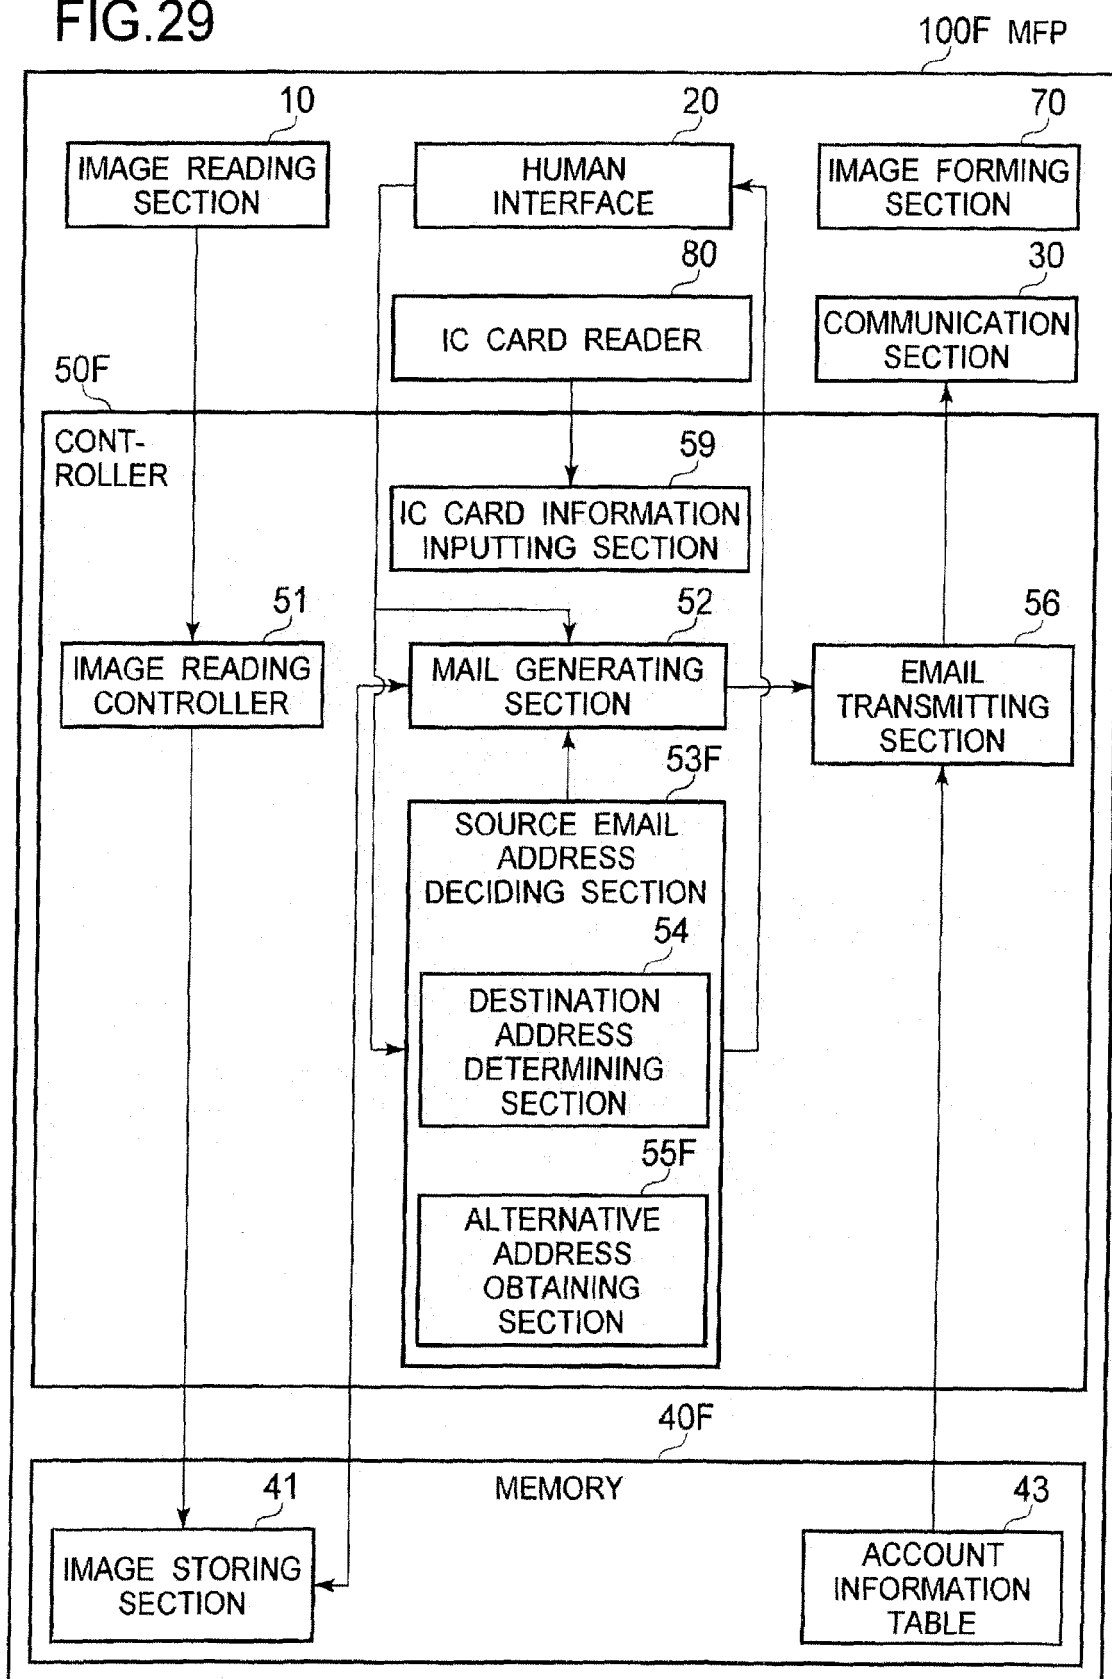 FIG.29
100F MFP
10
IMAGE READING
SECTION
20
HUMAN
INTERFACE
70
IMAGE FORMING
SECTION
80
IC CARD READER
30
COMMUNICATION
SECTION
50F
CONT-
ROLLER
59
IC CARD INFORMATION
INPUTTING SECTION
51
IMAGE READING
CONTROLLER
52
MAIL GENERATING
SECTION
56
EMAIL
TRANSMITTING
SECTION
53F
SOURCE EMAIL
ADDRESS
DECIDING SECTION
54
DESTINATION
ADDRESS
DETERMINING
SECTION
55F
ALTERNATIVE
ADDRESS
OBTAINING
SECTION
40F
MEMORY
41
IMAGE STORING
SECTION
43
ACCOUNT
INFORMATION
TABLE